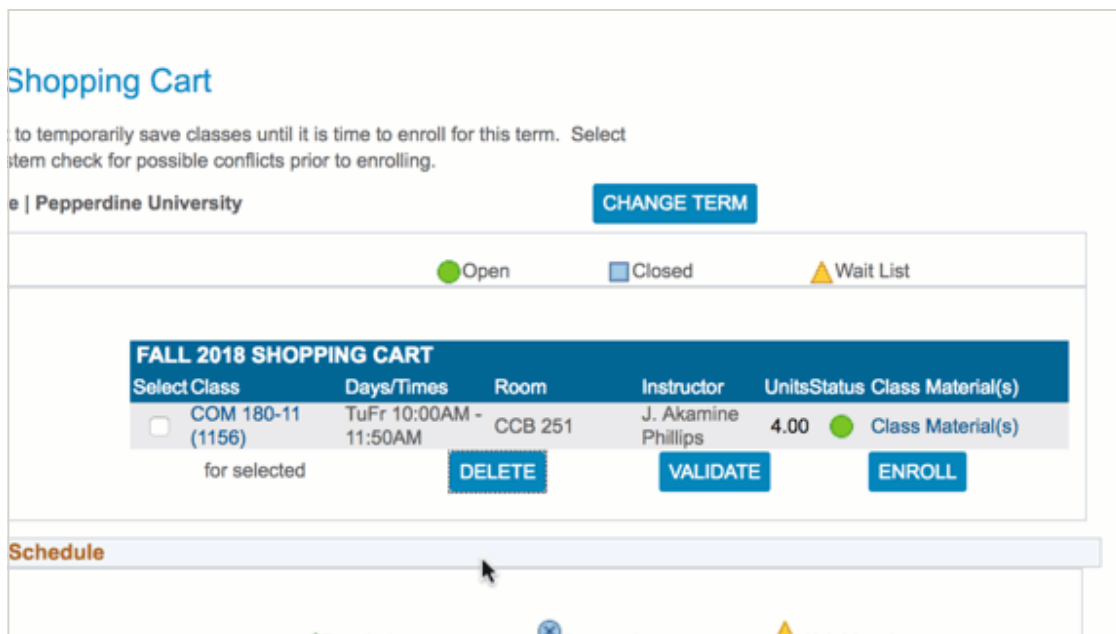 Shopping Cart
to temporarily save classes until it is time to enroll for this term. Select
stem check for possible conflicts prior to enrolling.
e | Pepperdine University
CHANGE TERM
Open Closed Wait List
FALL 2018 SHOPPING CART
Select Class Days/Times Room Instructor Units Status Class Material(s)
COM 180-11 TuFr 10:00AM - CCB 251 J. Akamine 4.00 Class Material(s)
(1156) 11:50AM Phillips
for selected DELETE VALIDATE ENROLL
Schedule